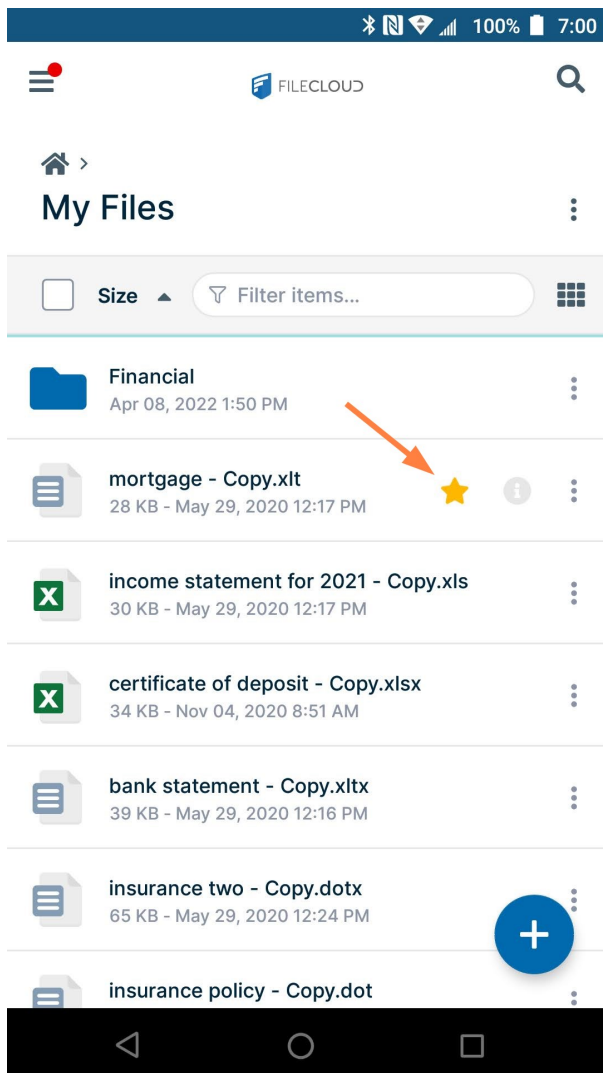 100% 7:00
FILECLOUD
My Files
Size Filter items...
Financial
Apr 08, 2022 1:50 PM
mortgage - Copy.xlt
28 KB - May 29, 2020 12:17 PM
income statement for 2021 - Copy.xls
30 KB - May 29, 2020 12:17 PM
certificate of deposit - Copy.xlsx
34 KB - Nov 04, 2020 8:51 AM
bank statement - Copy.xltx
39 KB - May 29, 2020 12:16 PM
insurance two - Copy.dotx
65 KB - May 29, 2020 12:24 PM
insurance policy - Copy.dot